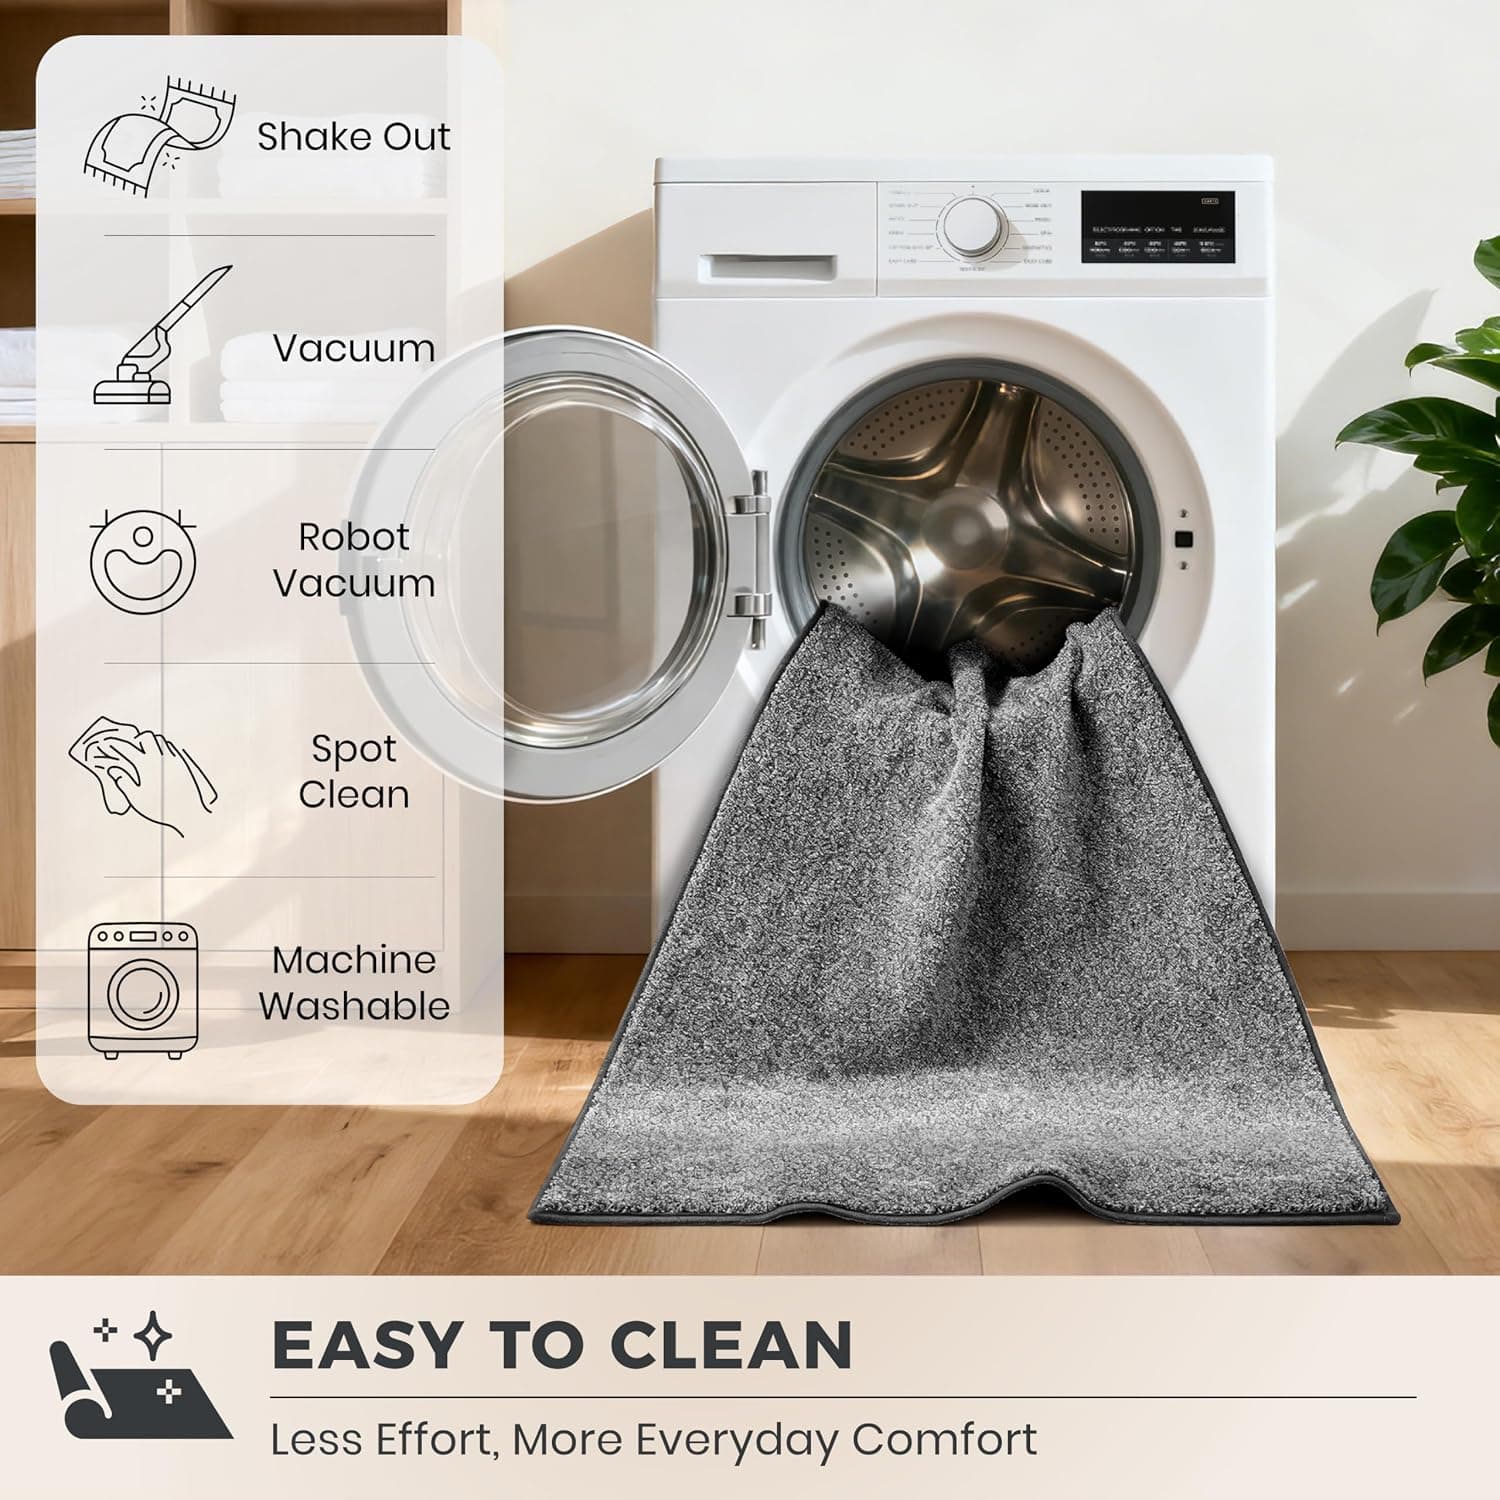 Shake Out
Vacuum
Robot
Vacuum
Spot
Clean
Machine
Washable
EASY TO CLEAN
Less Effort, More Everyday Comfort